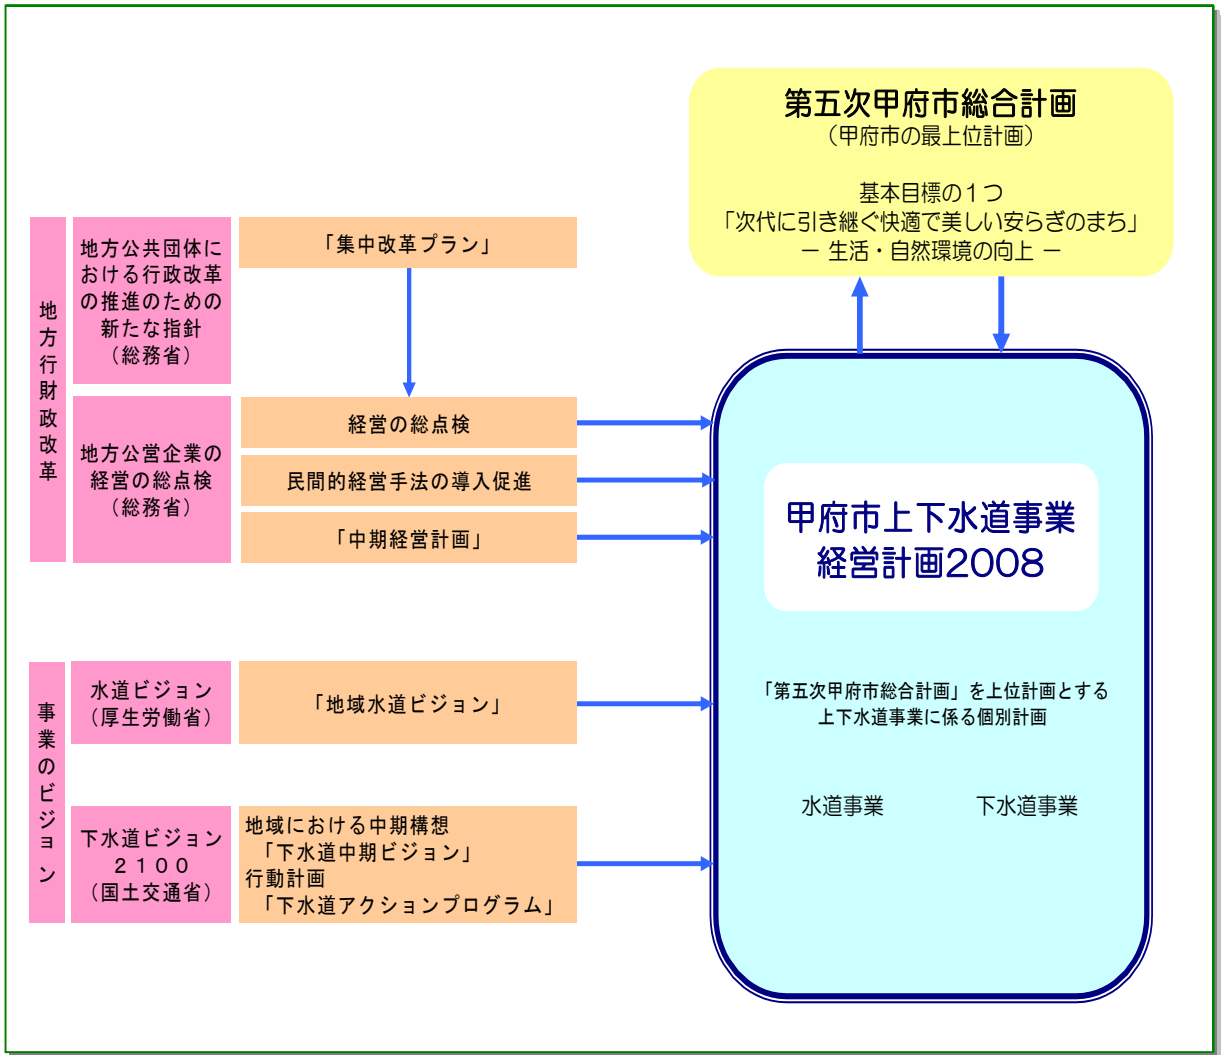 第五次甲府市総合計画
（甲府市の最上位計画）
基本目標の１つ
「次代に引き継ぐ快適で美しい安らぎのまち」
－ 生活・自然環境の向上 －
地方行財政改革
地方公共団体に
おける行政改革
の推進のための
新たな指針
（総務省）
「集中改革プラン」
地方公営企業の
経営の総点検
（総務省）
経営の総点検
民間的経営手法の導入促進
「中期経営計画」
甲府市上下水道事業
経営計画2008
「第五次甲府市総合計画」を上位計画とする
上下水道事業に係る個別計画
水道事業
下水道事業
事業のビジョン
水道ビジョン
（厚生労働省）
「地域水道ビジョン」
下水道ビジョン
２１００
（国土交通省）
地域における中期構想
「下水道中期ビジョン」
行動計画
「下水道アクションプログラム」